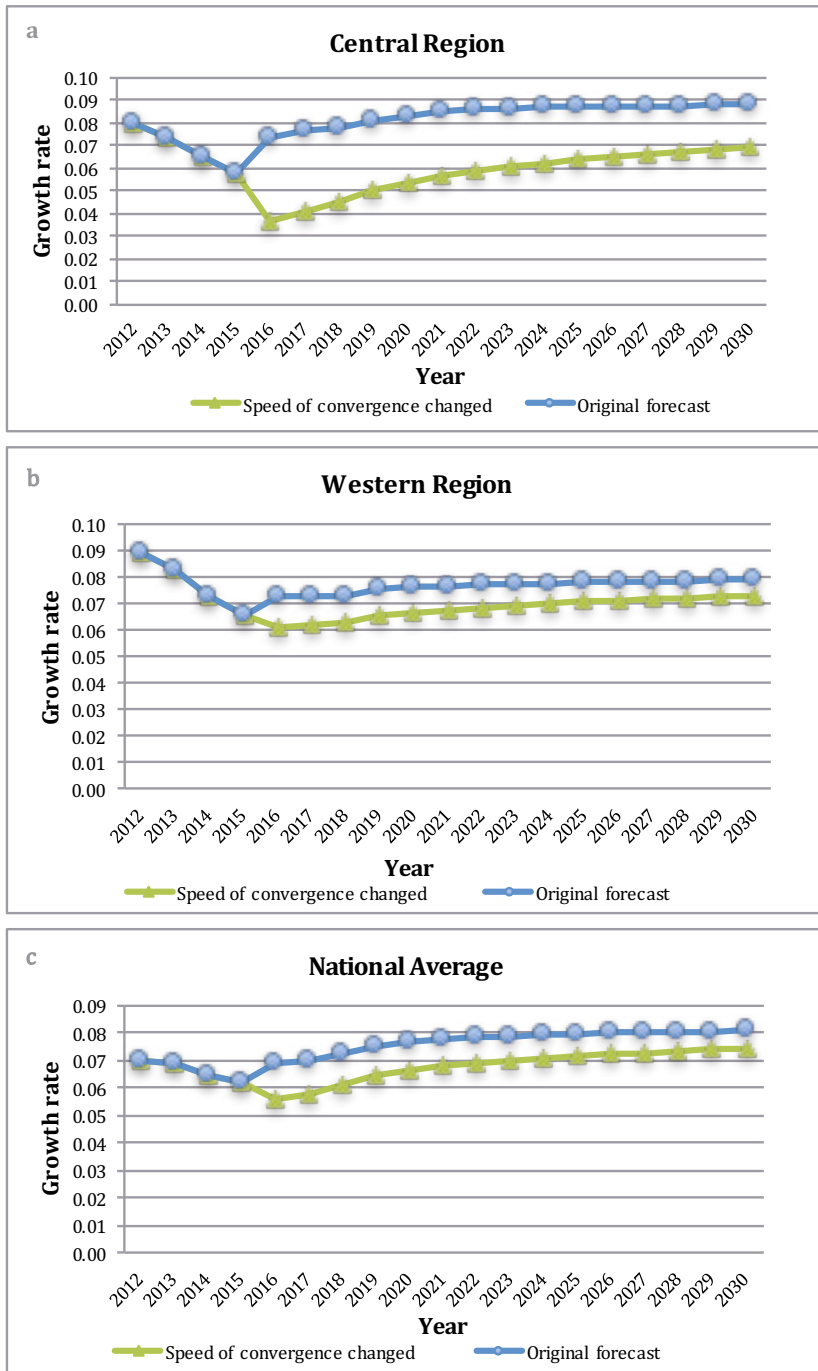 a
Central Region
0.10
0.09
0.08
0.07
0.06
0.05
0.04
0.03
0.02
0.01
0.00
Growth rate
2012 2013 2014 2015 2016 2017 2018 2019 2020 2021 2022 2023 2024 2025 2026 2027 2028 2029 2030
Year
Speed of convergence changed Original forecast
b
Western Region
0.10
0.09
0.08
0.07
0.06
0.05
0.04
0.03
0.02
0.01
0.00
Growth rate
2012 2013 2014 2015 2016 2017 2018 2019 2020 2021 2022 2023 2024 2025 2026 2027 2028 2029 2030
Year
Speed of convergence changed Original forecast
c
National Average
0.09
0.08
0.07
0.06
0.05
0.04
0.03
0.02
0.01
0.00
Growth rate
2012 2013 2014 2015 2016 2017 2018 2019 2020 2021 2022 2023 2024 2025 2026 2027 2028 2029 2030
Year
Speed of convergence changed Original forecast